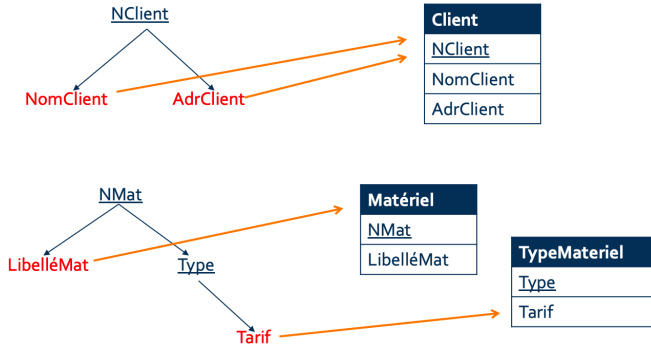 NClient
NomClient
AdrClient
Client
NClient
NomClient
AdrClient
NMat
LibelléMat
Type
Tarif
Matériel
NMat
LibelléMat
TypeMateriel
Type
Tarif